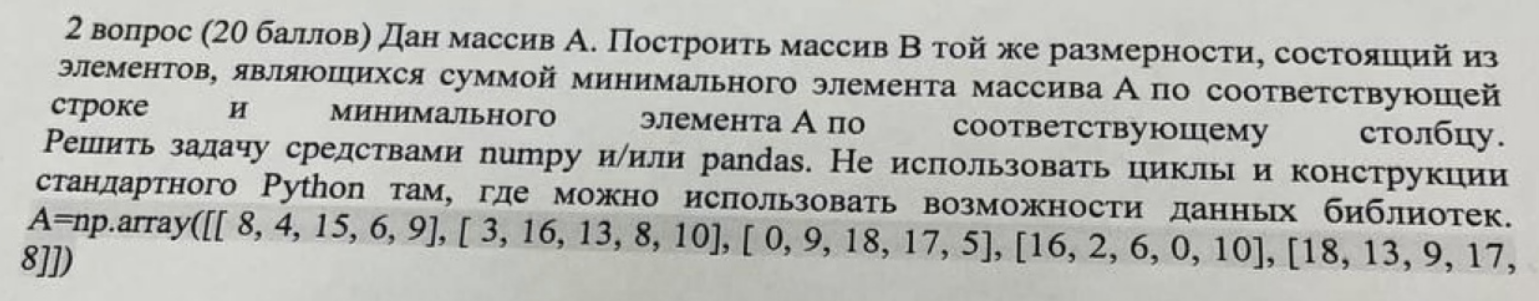 2 вопрос (20 баллов) Дан массив A. Построить массив B той же размерности, состоящий из
элементов, являющихся суммой минимального элемента массива A по соответствующей
строке и минимального элемента A по соответствующему столбцу.
Решить задачу средствами numpy и/или pandas. Не использовать циклы и конструкции
стандартного Python там, где можно использовать возможности данных библиотек.
A=np.array([[ 8, 4, 15, 6, 9], [ 3, 16, 13, 8, 10], [ 0, 9, 18, 17, 5], [16, 2, 6, 0, 10], [18, 13, 9, 17,
8]])